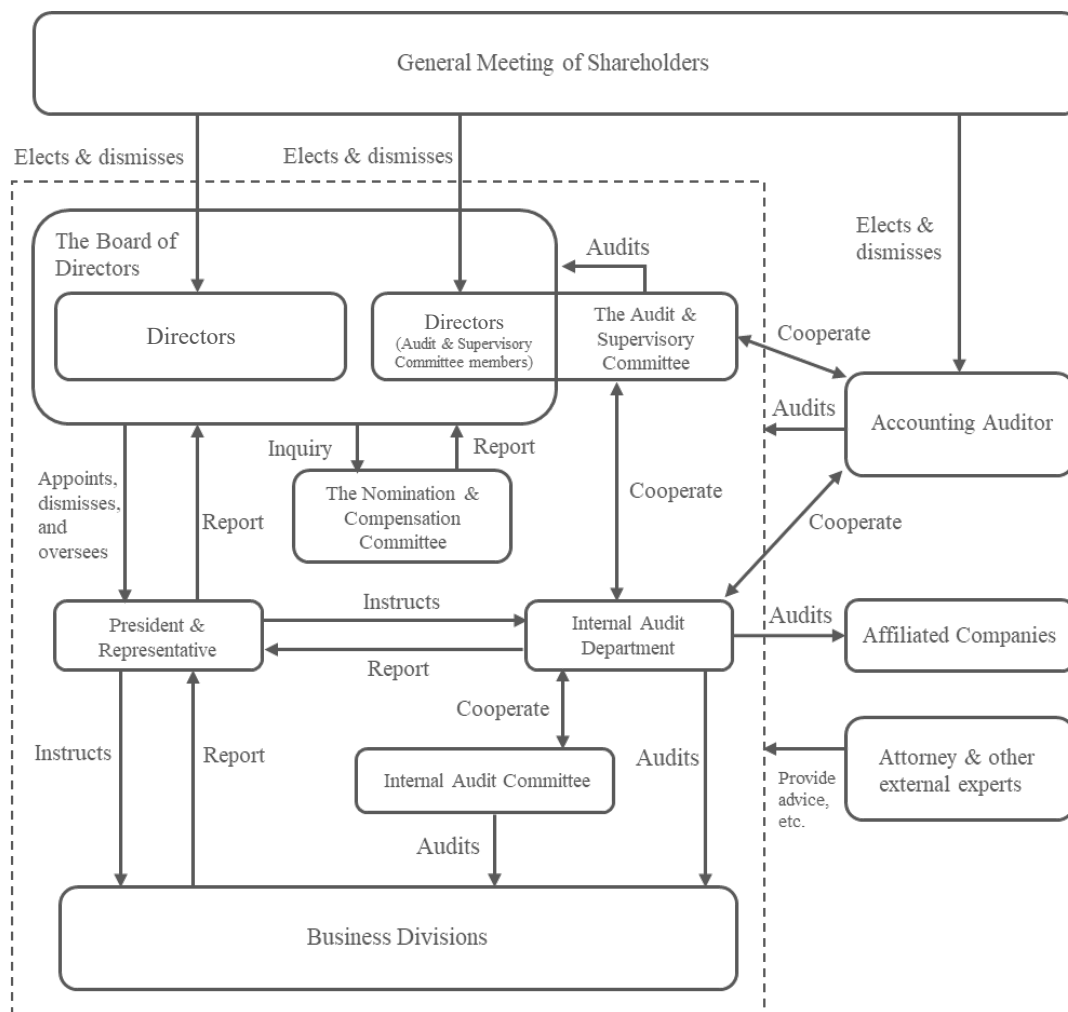 General Meeting of Shareholders
Elects & dismisses
Elects & dismisses
Elects &
dismisses
The Board of
Directors
Audits
Directors
Directors
(Audit & Supervisory
Committee members)
The Audit &
Supervisory
Committee
Cooperate
Audits
Accounting Auditor
Inquiry
Report
Appoints,
dismisses,
and
oversees
Report
The Nomination &
Compensation
Committee
Cooperate
Cooperate
President &
Representative
Instructs
Report
Internal Audit
Department
Audits
Affiliated Companies
Instructs
Report
Cooperate
Internal Audit Committee
Audits
Audits
Attorney & other
external experts
Provide
advice,
etc.
Business Divisions